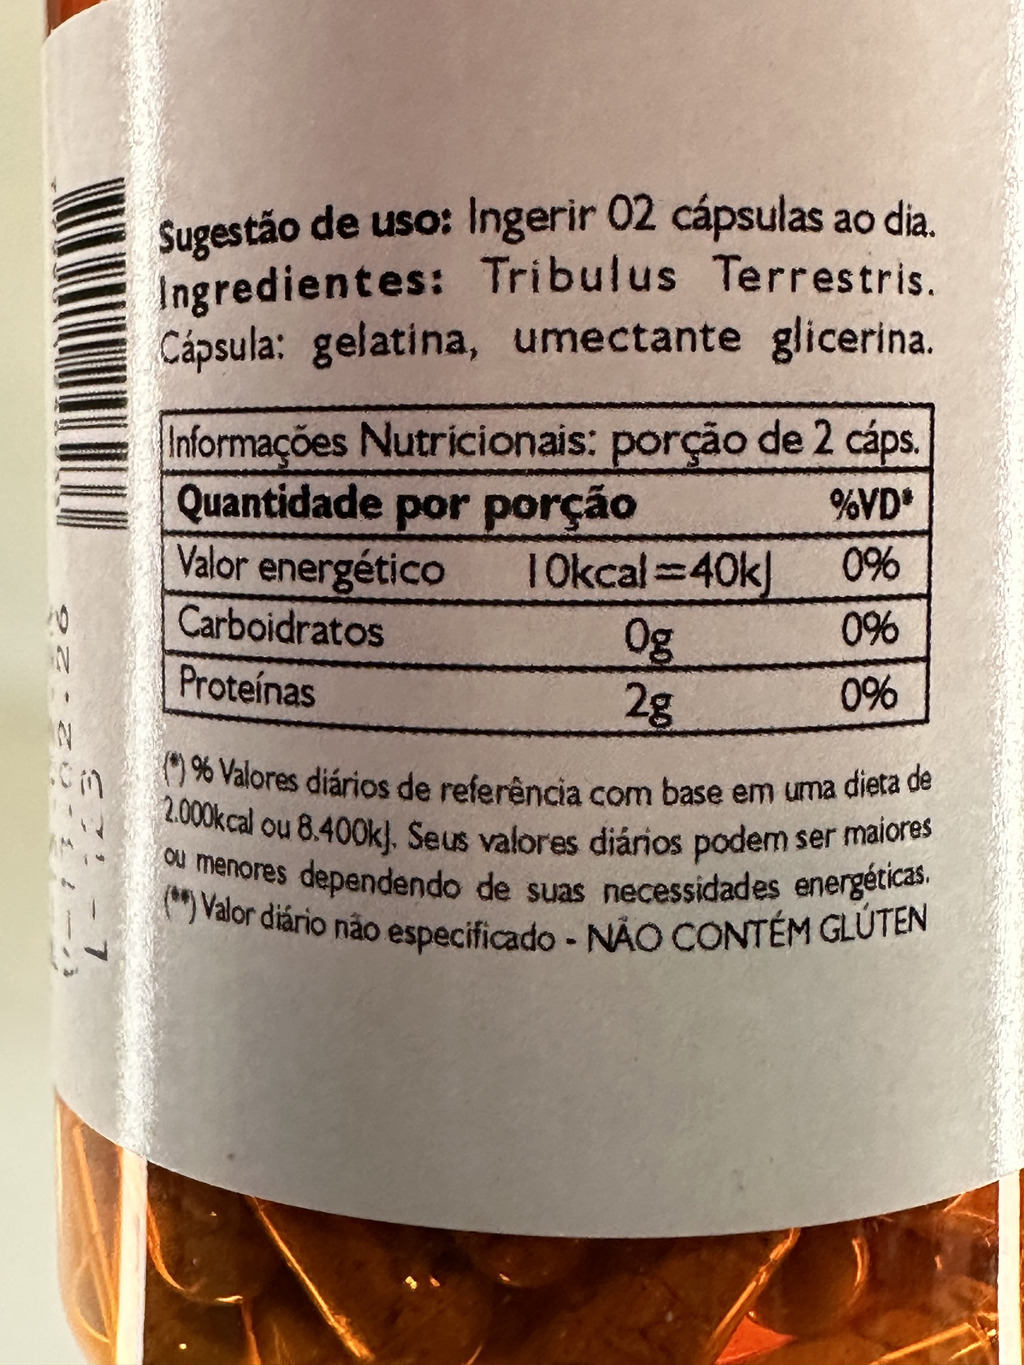 Sugestão de uso: Ingerir 02 cápsulas ao dia.
Ingredientes: Tribulus Terrestris.
Cápsula: gelatina, umectante glicerina.
Informações Nutricionais: porção de 2 cáps.
Quantidade por porção %VD*
Valor energético 10kcal=40kJ 0%
Carboidratos 0g 0%
Proteínas 2g 0%
(*) % Valores diários de referência com base em uma dieta de
2.000kcal ou 8.400kJ. Seus valores diários podem ser maiores
ou menores dependendo de suas necessidades energéticas.
(**) Valor diário não especificado - NÃO CONTÉM GLÚTEN